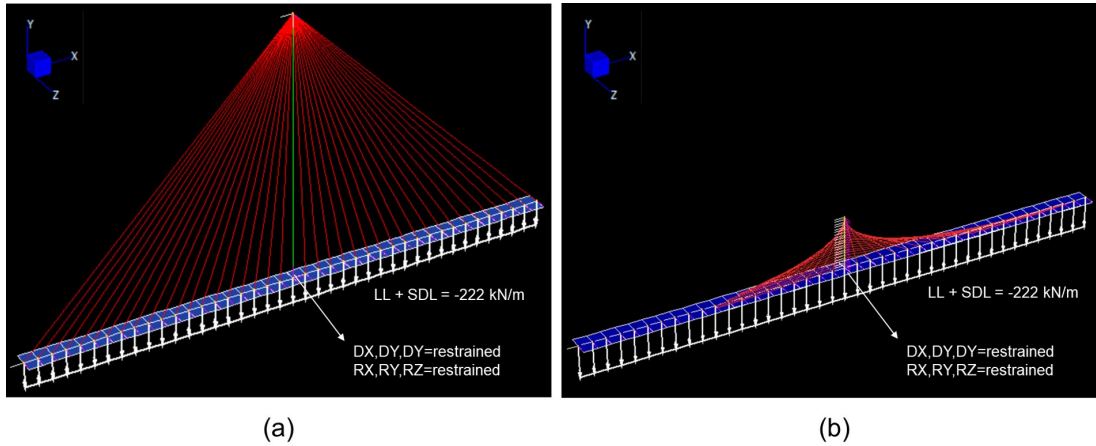 Y
X
Z
LL + SDL = -222 kN/m
DX,DY,DY=restrained
RX,RY,RZ=restrained
(a)
Y
X
Z
LL + SDL = -222 kN/m
DX,DY,DY=restrained
RX,RY,RZ=restrained
(b)